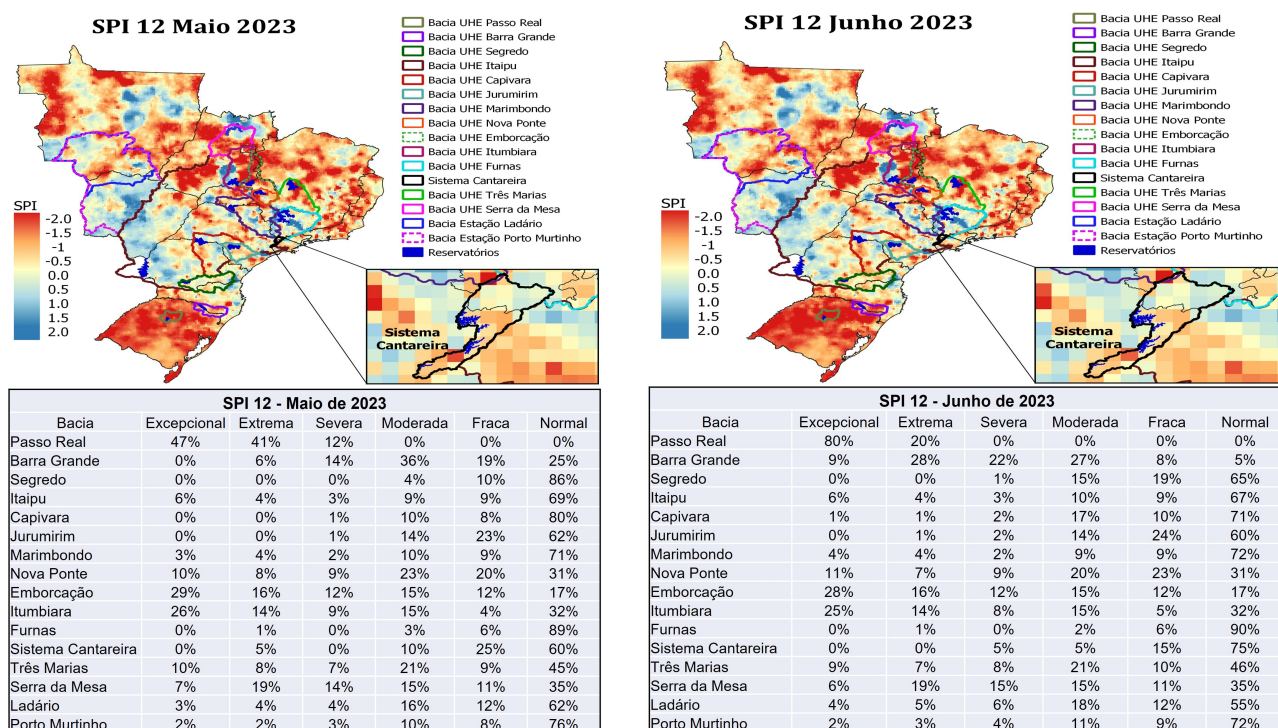 SPI 12 Maio 2023
Bacia UHE Passo Real
Bacia UHE Barra Grande
Bacia UHE Segredo
Bacia UHE Itaipu
Bacia UHE Capivara
Bacia UHE Jurumirim
Bacia UHE Marimbondo
Bacia UHE Nova Ponte
Bacia UHE Emborcação
Bacia UHE Itumbiara
Bacia UHE Furnas
Sistema Cantareira
Bacia UHE Três Marias
Bacia UHE Serra da Mesa
Bacia Estação Ladário
Bacia Estação Porto Murtinho
Reservatórios
SPI
-2.0
-1.5
-1
-0.5
0.0
0.5
1.0
1.5
2.0
Sistema
Cantareira
SPI 12 - Maio de 2023
Bacia Excepcional Extrema Severa Moderada Fraca Normal
Passo Real 47% 41% 12% 0% 0% 0%
Barra Grande 0% 6% 14% 36% 19% 25%
Segredo 0% 0% 0% 4% 10% 86%
Itaipu 6% 4% 3% 9% 9% 69%
Capivara 0% 0% 1% 10% 8% 80%
Jurumirim 0% 0% 1% 14% 23% 62%
Marimbondo 3% 4% 2% 10% 9% 71%
Nova Ponte 10% 8% 9% 23% 20% 31%
Emborcação 29% 16% 12% 15% 12% 17%
Itumbiara 26% 14% 9% 15% 4% 32%
Furnas 0% 1% 0% 3% 6% 89%
Sistema Cantareira 0% 5% 0% 10% 25% 60%
Três Marias 10% 8% 7% 21% 9% 45%
Serra da Mesa 7% 19% 14% 15% 11% 35%
Ladário 3% 4% 4% 16% 12% 62%
Porto Murtinho 2% 2% 3% 10% 8% 76%
SPI 12 Junho 2023
Bacia UHE Passo Real
Bacia UHE Barra Grande
Bacia UHE Segredo
Bacia UHE Itaipu
Bacia UHE Capivara
Bacia UHE Jurumirim
Bacia UHE Marimbondo
Bacia UHE Nova Ponte
Bacia UHE Emborcação
Bacia UHE Itumbiara
Bacia UHE Furnas
Sistema Cantareira
Bacia UHE Três Marias
Bacia UHE Serra da Mesa
Bacia Estação Ladário
Bacia Estação Porto Murtinho
Reservatórios
SPI
-2.0
-1.5
-1
-0.5
0.0
0.5
1.0
1.5
2.0
Sistema
Cantareira
SPI 12 - Junho de 2023
Bacia Excepcional Extrema Severa Moderada Fraca Normal
Passo Real 80% 20% 0% 0% 0% 0%
Barra Grande 9% 28% 22% 27% 8% 5%
Segredo 0% 0% 1% 15% 19% 65%
Itaipu 6% 4% 3% 10% 9% 67%
Capivara 1% 1% 2% 17% 10% 71%
Jurumirim 0% 1% 2% 14% 24% 60%
Marimbondo 4% 4% 2% 9% 9% 72%
Nova Ponte 11% 7% 9% 20% 23% 31%
Emborcação 28% 16% 12% 15% 12% 17%
Itumbiara 25% 14% 8% 15% 5% 32%
Furnas 0% 1% 0% 2% 6% 90%
Sistema Cantareira 0% 0% 5% 5% 15% 75%
Três Marias 9% 7% 8% 21% 10% 46%
Serra da Mesa 6% 19% 15% 15% 11% 35%
Ladário 4% 5% 6% 18% 12% 55%
Porto Murtinho 2% 3% 4% 11% 9% 72%